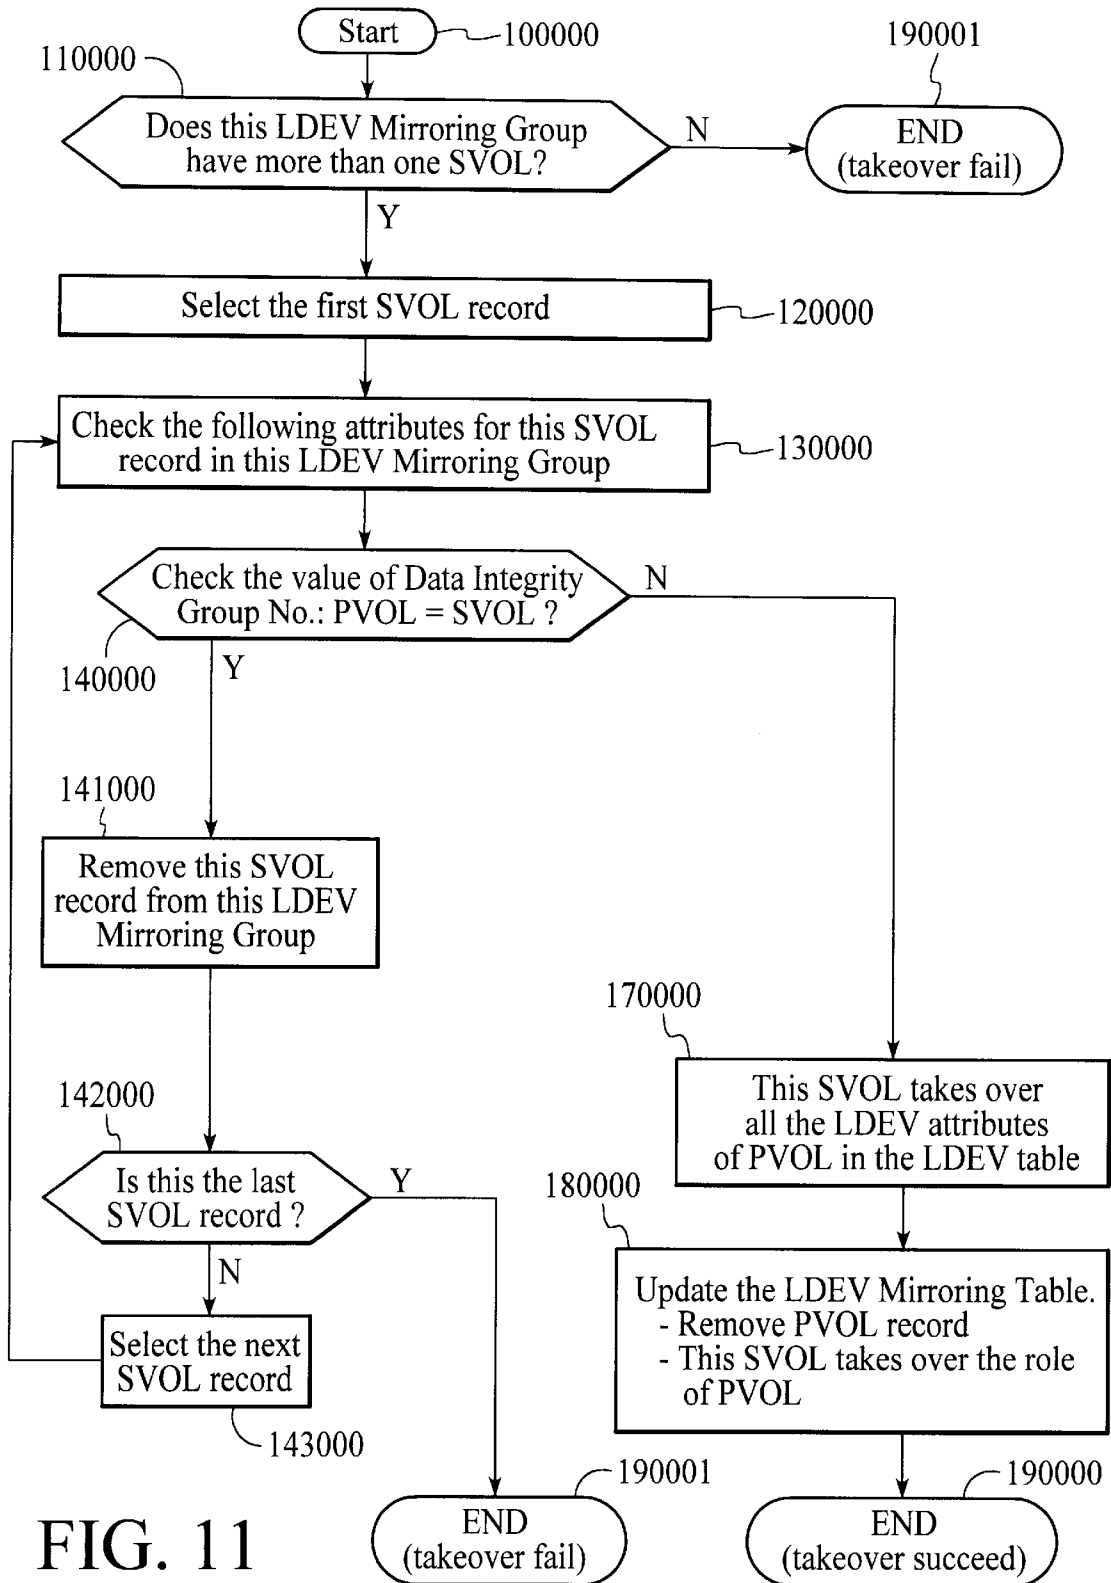 Start
100000
110000
190001
Does this LDEV Mirroring Group
have more than one SVOL?
N
END
(takeover fail)
Y
Select the first SVOL record
120000
Check the following attributes for this SVOL
record in this LDEV Mirroring Group
130000
Check the value of Data Integrity
Group No.: PVOL = SVOL ?
N
140000
Y
141000
Remove this SVOL
record from this LDEV
Mirroring Group
170000
This SVOL takes over
all the LDEV attributes
of PVOL in the LDEV table
142000
Is this the last
SVOL record ?
Y
N
180000
Update the LDEV Mirroring Table.
- Remove PVOL record
- This SVOL takes over the role
of PVOL
Select the next
SVOL record
143000
190001
END
(takeover fail)
190000
END
(takeover succeed)
FIG. 11